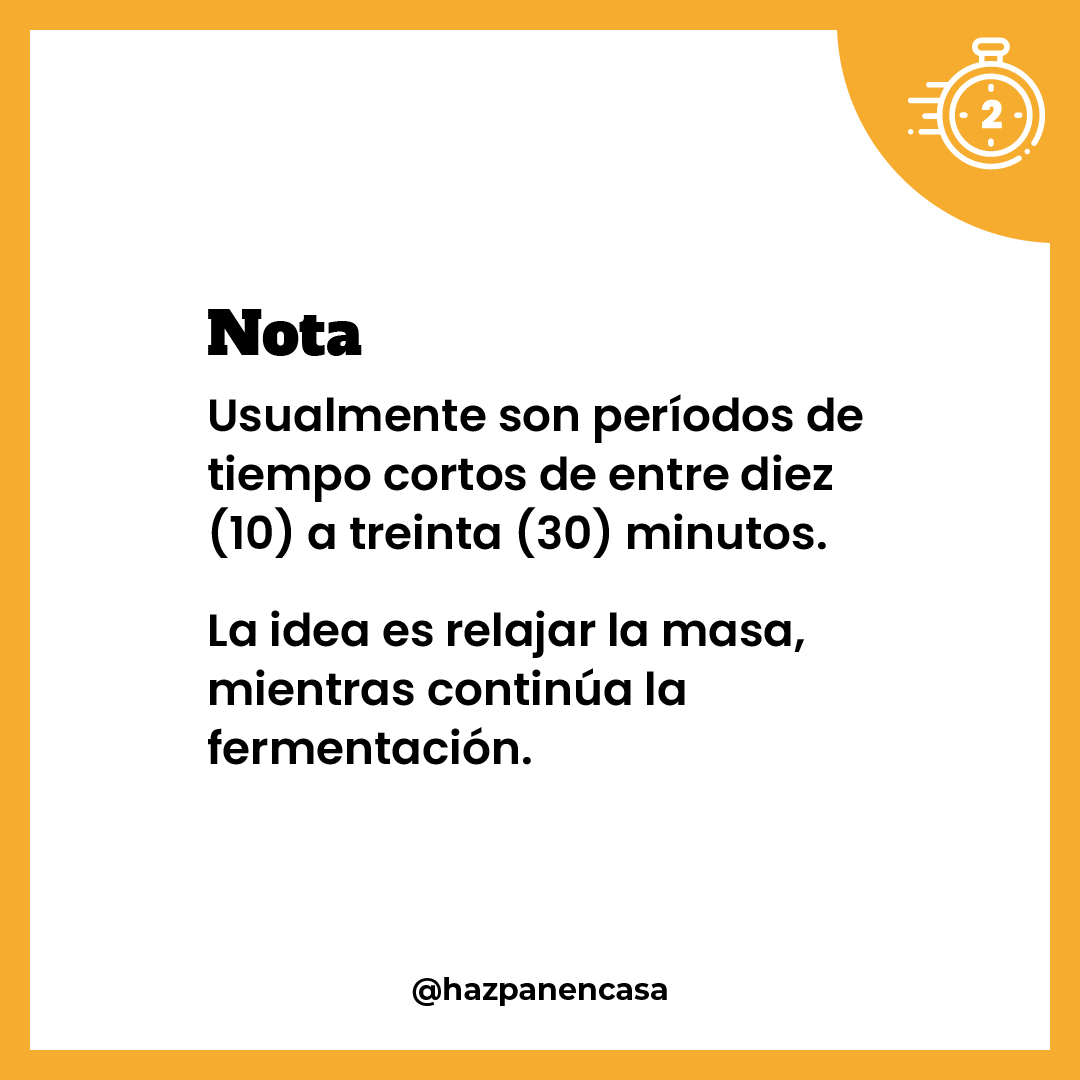 2
Nota
Usualmente son períodos de
tiempo cortos de entre diez
(10) a treinta (30) minutos.
La idea es relajar la masa,
mientras continúa la
fermentación.
@hazpanencasa